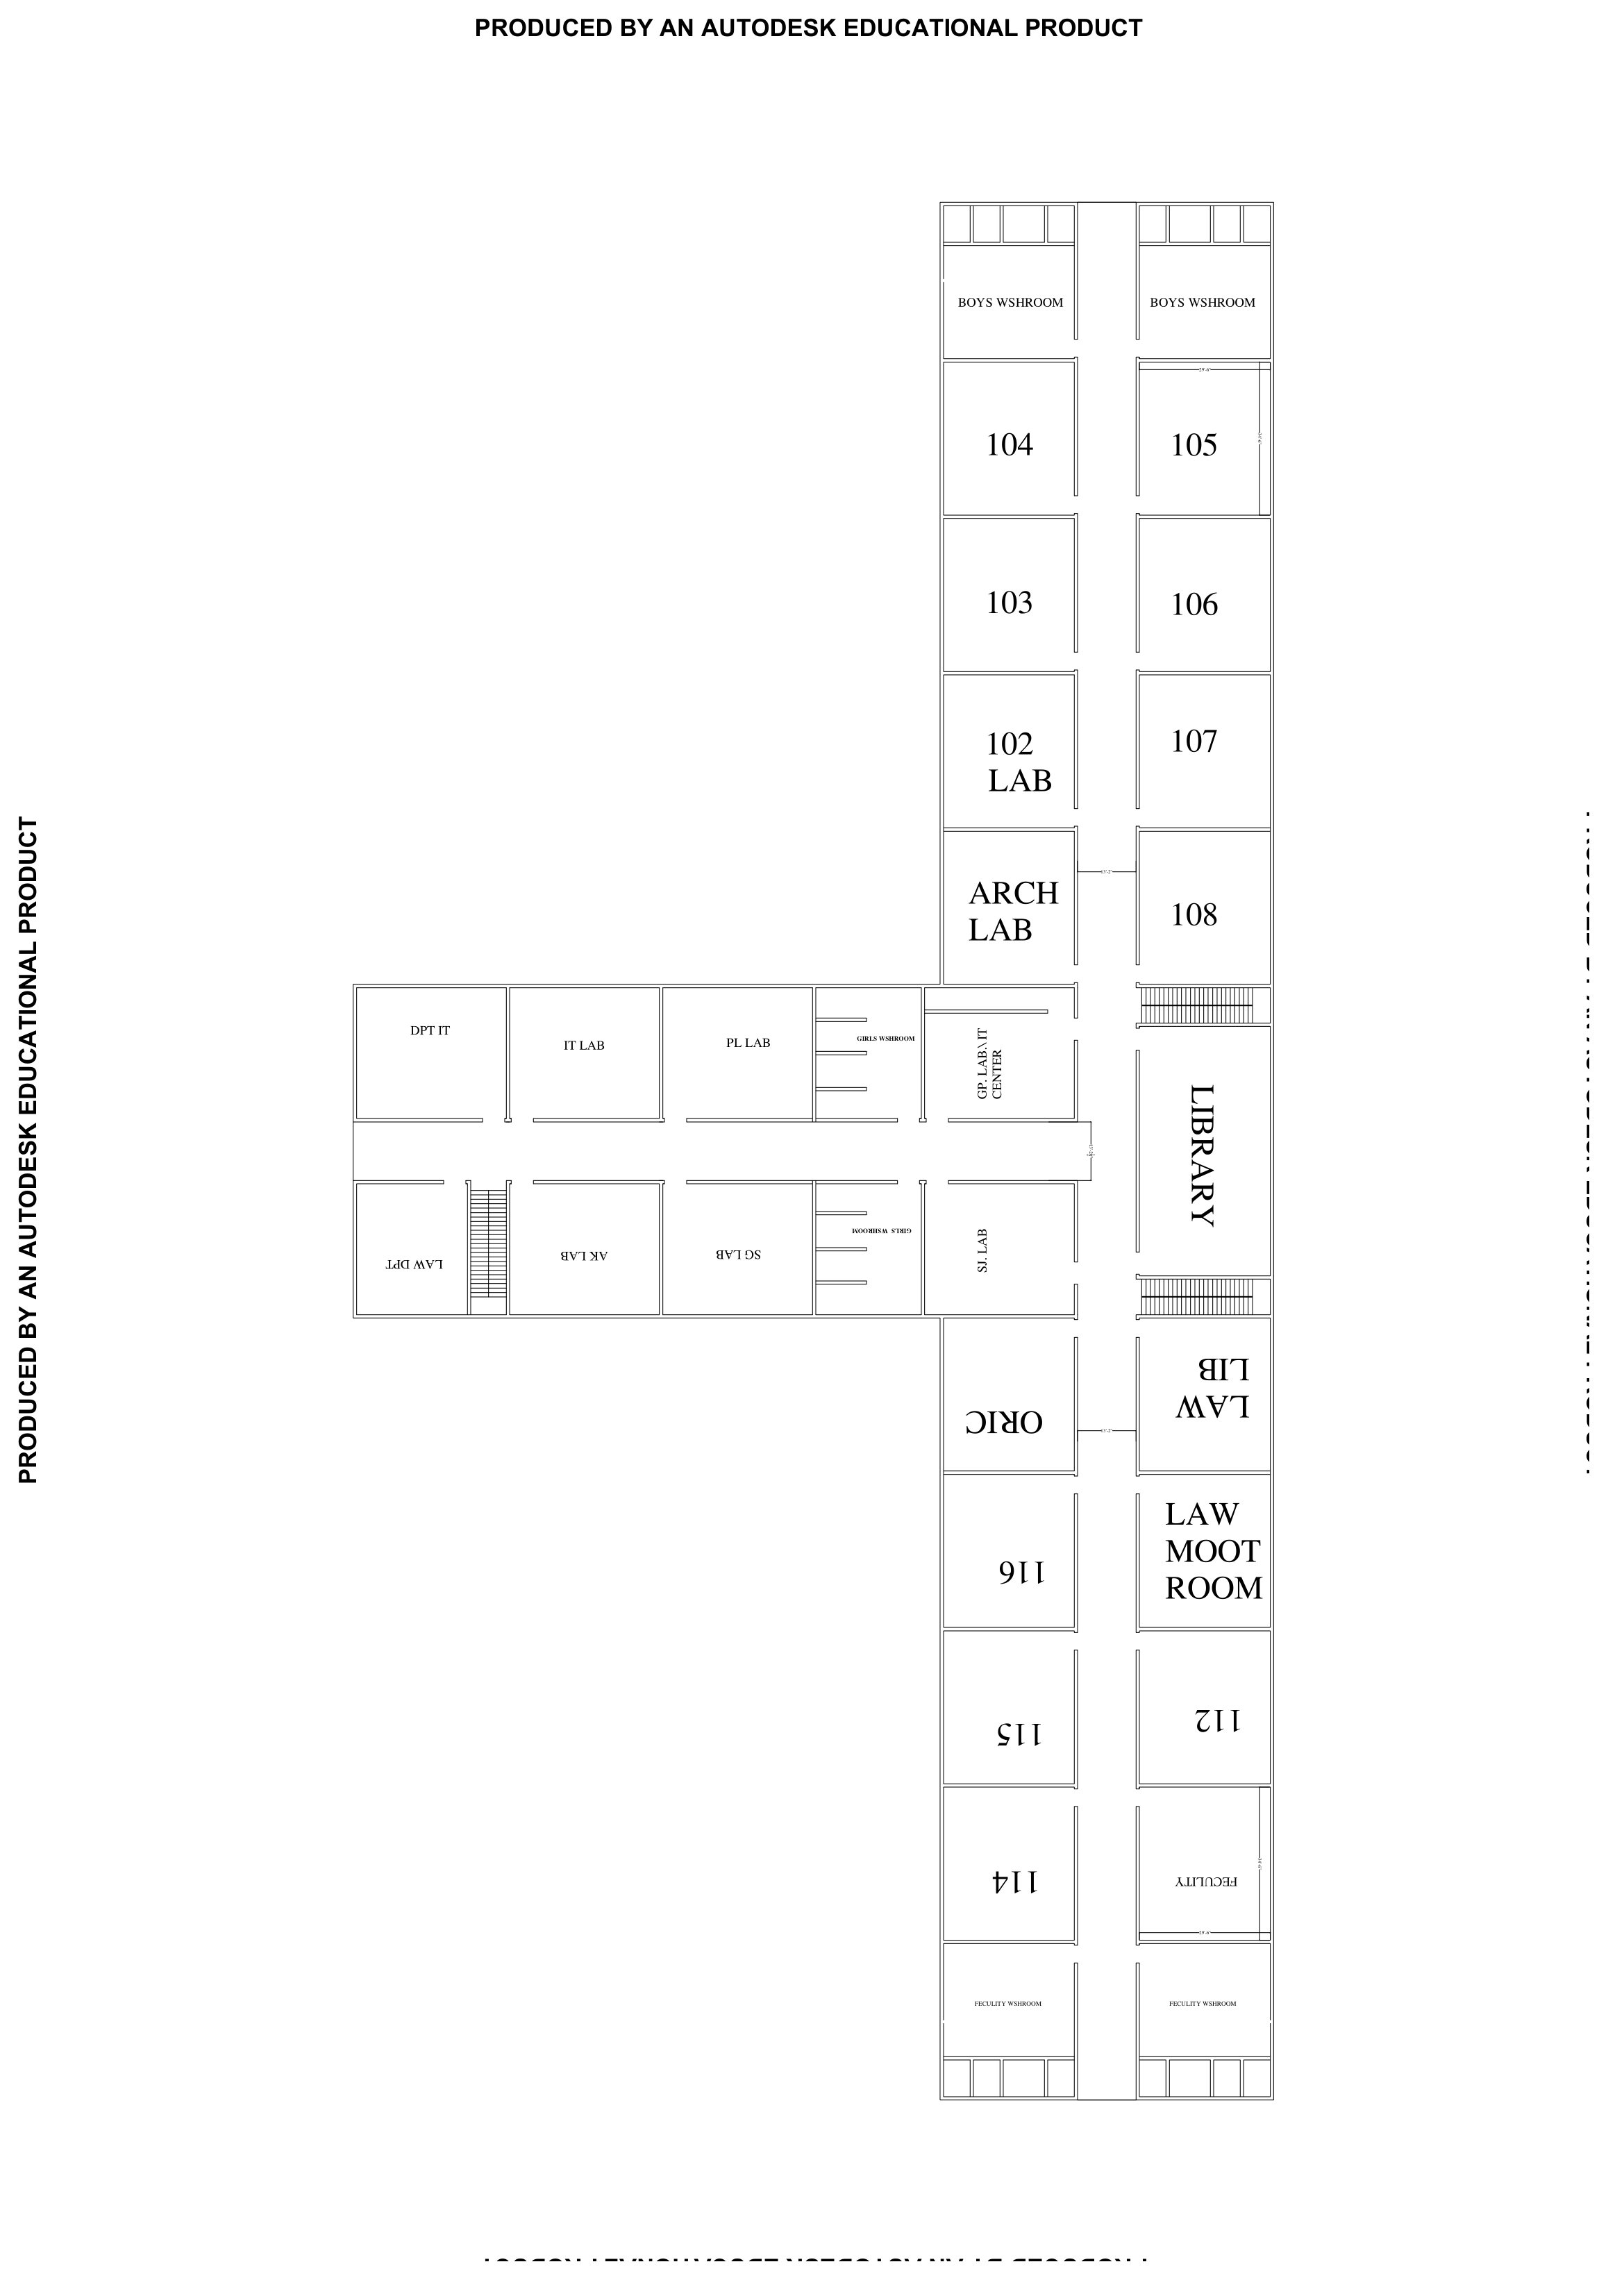 PRODUCED BY AN AUTODESK EDUCATIONAL PRODUCT
PRODUCED BY AN AUTODESK EDUCATIONAL PRODUCT
BOYS WSHROOM
BOYS WSHROOM
104
105
103
106
102
LAB
107
ARCH
LAB
108
DPT IT
IT LAB
PL LAB
GIRLS WSHROOM
GP. LAB.\ IT
CENTER
LIBRARY
LAW DPT
AK LAB
SG LAB
GIRLS WSHROOM
SJ. LAB
ORIC
LAW
LIB
116
LAW
MOOT
ROOM
115
112
114
FECULITY
FECULITY WSHROOM
FECULITY WSHROOM